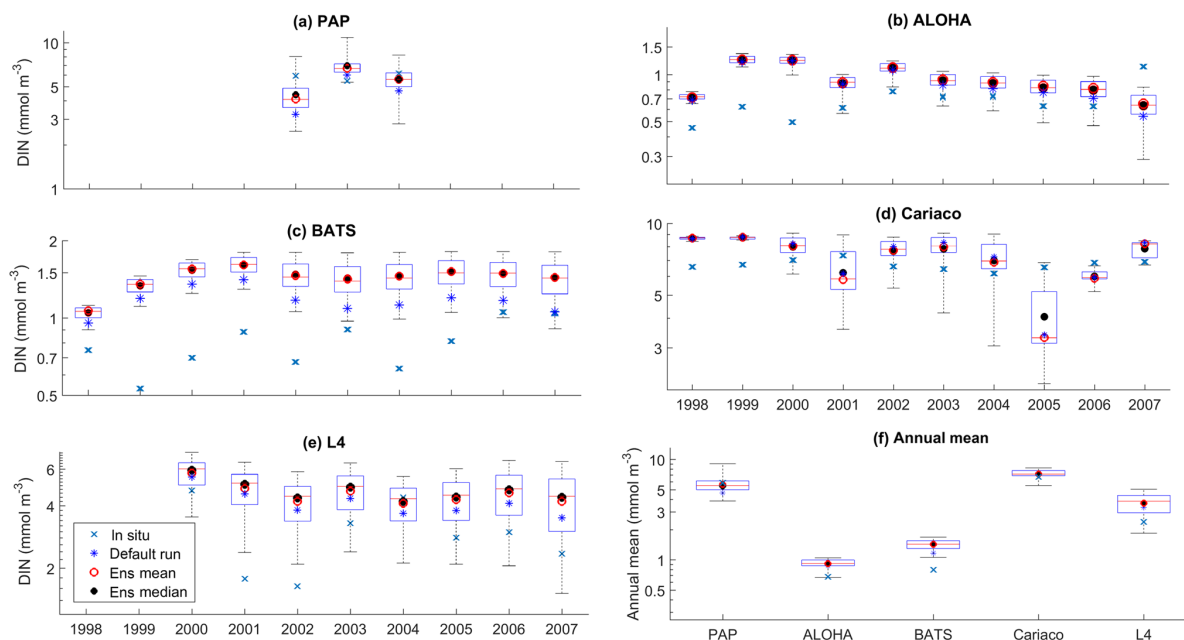 (a) PAP
DIN (mmol m-3)
10
5
3
1
(b) ALOHA
1.5
1
0.7
0.5
0.3
(c) BATS
DIN (mmol m-3)
2
1.5
1
0.7
0.5
(d) Cariaco
10
5
3
1998 1999 2000 2001 2002 2003 2004 2005 2006 2007
(e) L4
DIN (mmol m-3)
6
4
2
In situ
Default run
Ens mean
Ens median
1998 1999 2000 2001 2002 2003 2004 2005 2006 2007
(f) Annual mean
Annual mean (mmol m-3)
10
5
3
1
0.5
PAP ALOHA BATS Cariaco L4